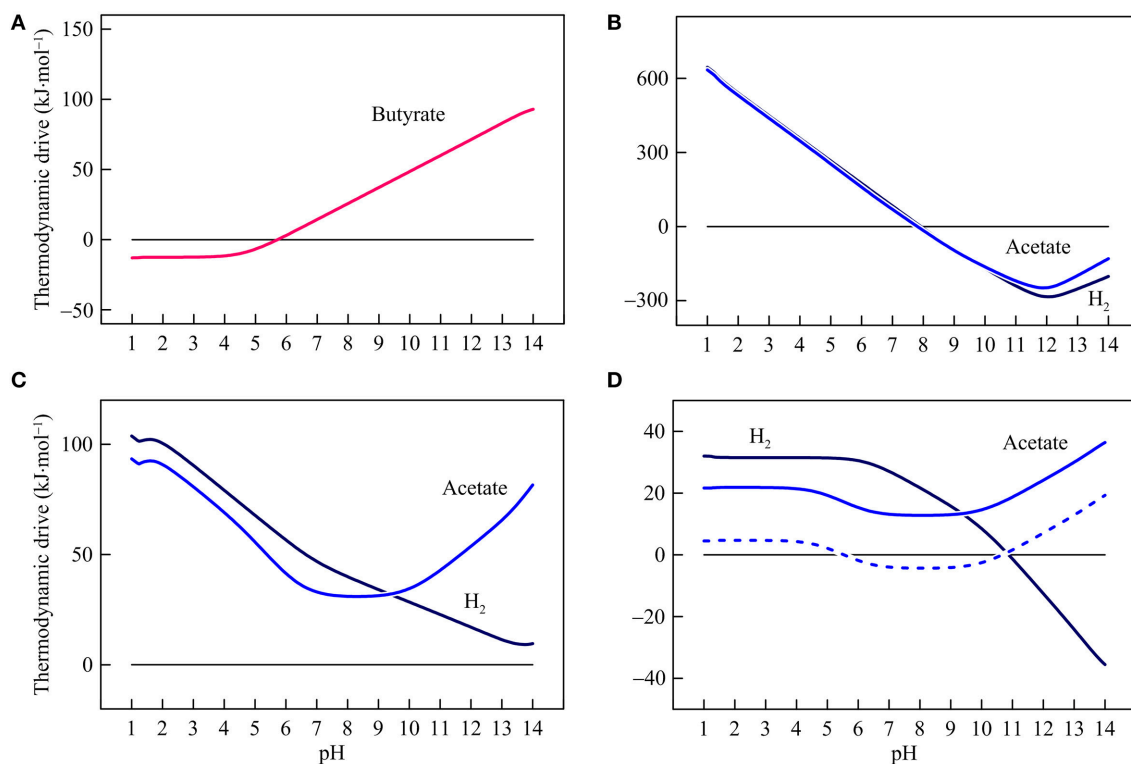 A
Thermodynamic drive (kJ·mol⁻¹)
150
100
50
0
–50
Butyrate
1 2 3 4 5 6 7 8 9 10 11 12 13 14
B
600
300
0
–300
Acetate
H₂
1 2 3 4 5 6 7 8 9 10 11 12 13 14
C
Thermodynamic drive (kJ·mol⁻¹)
100
50
0
Acetate
H₂
1 2 3 4 5 6 7 8 9 10 11 12 13 14
pH
D
40
20
0
–20
–40
H₂
Acetate
1 2 3 4 5 6 7 8 9 10 11 12 13 14
pH